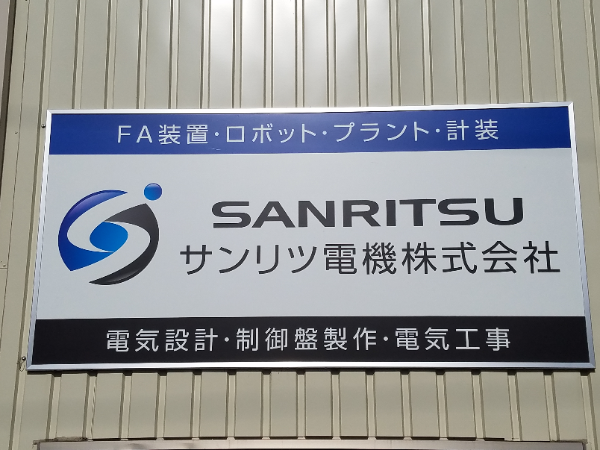 FA装置・ロボット・プラント・計装
SANRITSU
サンリツ電機株式会社
電気設計・制御盤製作・電気工事